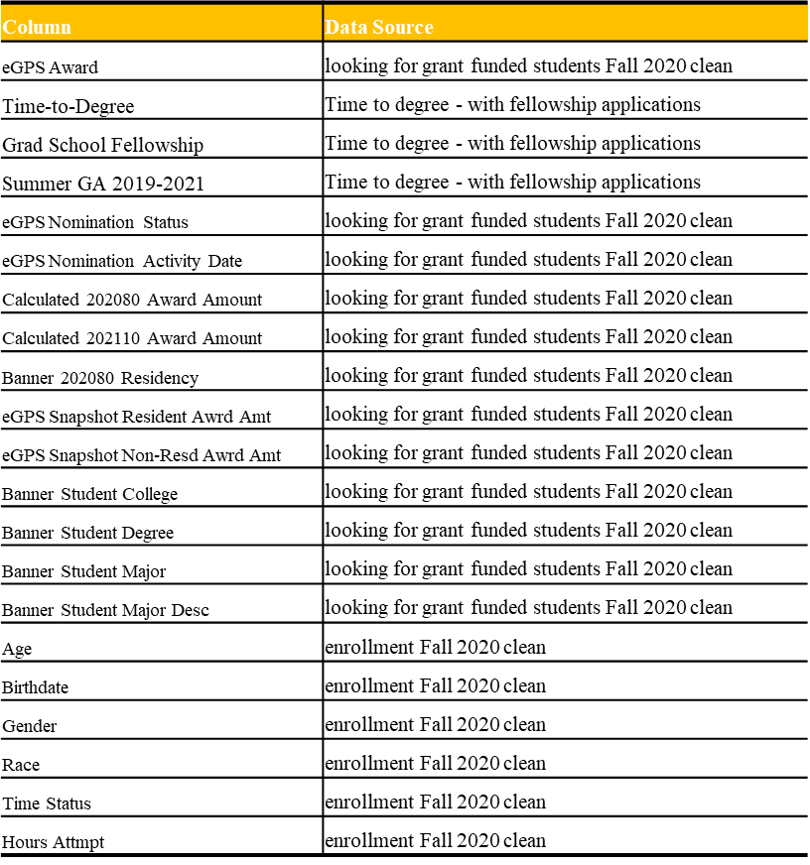 Column Data Source
eGPS Award looking for grant funded students Fall 2020 clean
Time-to-Degree Time to degree - with fellowship applications
Grad School Fellowship Time to degree - with fellowship applications
Summer GA 2019-2021 Time to degree - with fellowship applications
eGPS Nomination Status looking for grant funded students Fall 2020 clean
eGPS Nomination Activity Date looking for grant funded students Fall 2020 clean
Calculated 202080 Award Amount looking for grant funded students Fall 2020 clean
Calculated 202110 Award Amount looking for grant funded students Fall 2020 clean
Banner 202080 Residency looking for grant funded students Fall 2020 clean
eGPS Snapshot Resident Awrd Amt looking for grant funded students Fall 2020 clean
eGPS Snapshot Non-Resd Awrd Amt looking for grant funded students Fall 2020 clean
Banner Student College looking for grant funded students Fall 2020 clean
Banner Student Degree looking for grant funded students Fall 2020 clean
Banner Student Major looking for grant funded students Fall 2020 clean
Banner Student Major Desc looking for grant funded students Fall 2020 clean
Age enrollment Fall 2020 clean
Birthdate enrollment Fall 2020 clean
Gender enrollment Fall 2020 clean
Race enrollment Fall 2020 clean
Time Status enrollment Fall 2020 clean
Hours Attmpt enrollment Fall 2020 clean